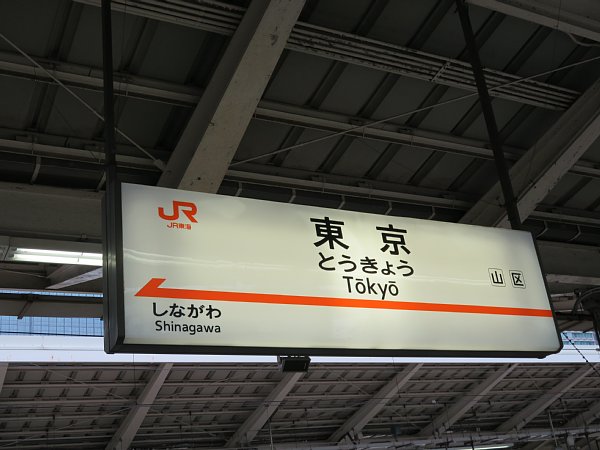 JR
JR東海
東京
とうきょう
Tōkyō
山 区
しながわ
Shinagawa